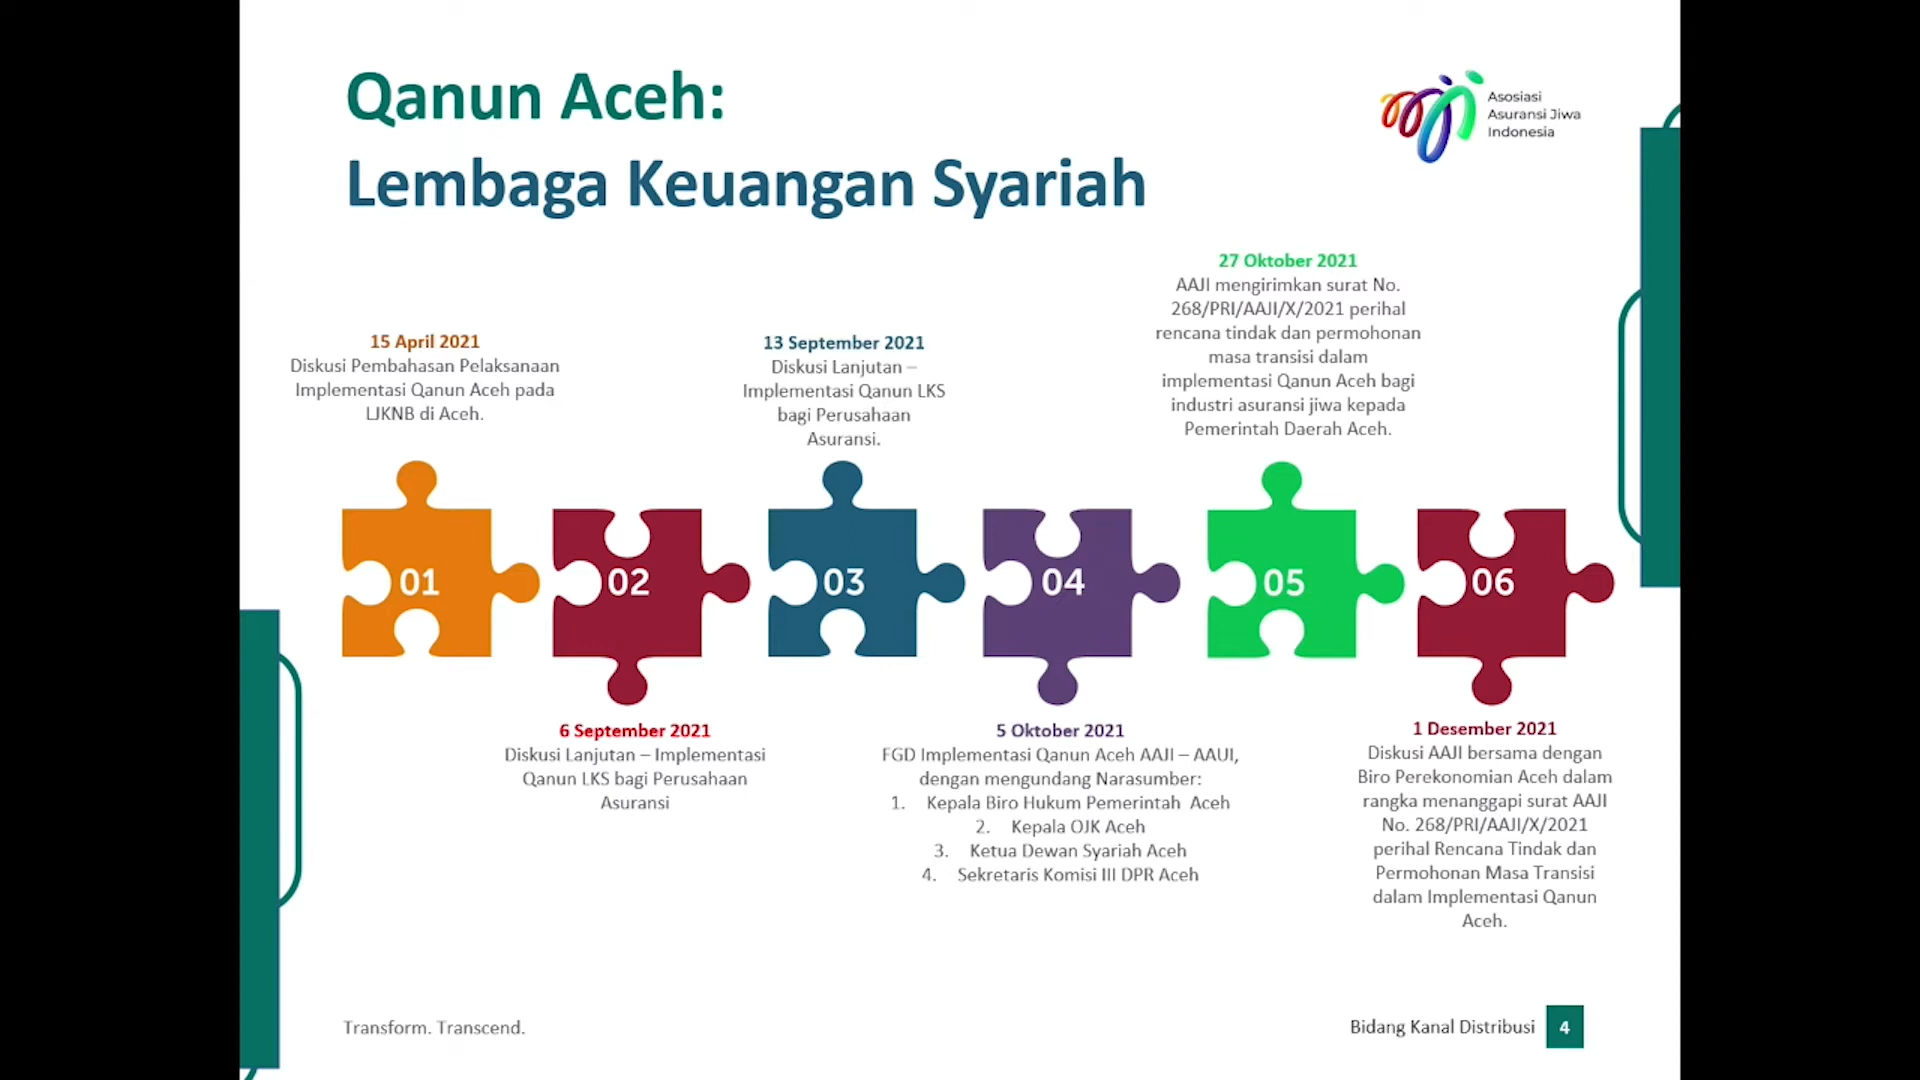 Qanun Aceh:
Lembaga Keuangan Syariah
Asosiasi
Asuransi Jiwa
Indonesia
15 April 2021
Diskusi Pembahasan Pelaksanaan
Implementasi Qanun Aceh pada
LJKNB di Aceh.
13 September 2021
Diskusi Lanjutan –
Implementasi Qanun LKS
bagi Perusahaan
Asuransi.
27 Oktober 2021
AAJI mengirimkan surat No.
268/PRI/AAJI/X/2021 perihal
rencana tindak dan permohonan
masa transisi dalam
implementasi Qanun Aceh bagi
industri asuransi jiwa kepada
Pemerintah Daerah Aceh.
01
02
03
04
05
06
6 September 2021
Diskusi Lanjutan – Implementasi
Qanun LKS bagi Perusahaan
Asuransi
5 Oktober 2021
FGD Implementasi Qanun Aceh AAJI – AAUI,
dengan mengundang Narasumber:
1. Kepala Biro Hukum Pemerintah Aceh
2. Kepala OJK Aceh
3. Ketua Dewan Syariah Aceh
4. Sekretaris Komisi III DPR Aceh
1 Desember 2021
Diskusi AAJI bersama dengan
Biro Perekonomian Aceh dalam
rangka menanggapi surat AAJI
No. 268/PRI/AAJI/X/2021
perihal Rencana Tindak dan
Permohonan Masa Transisi
dalam Implementasi Qanun
Aceh.
Transform. Transcend.
Bidang Kanal Distribusi 4